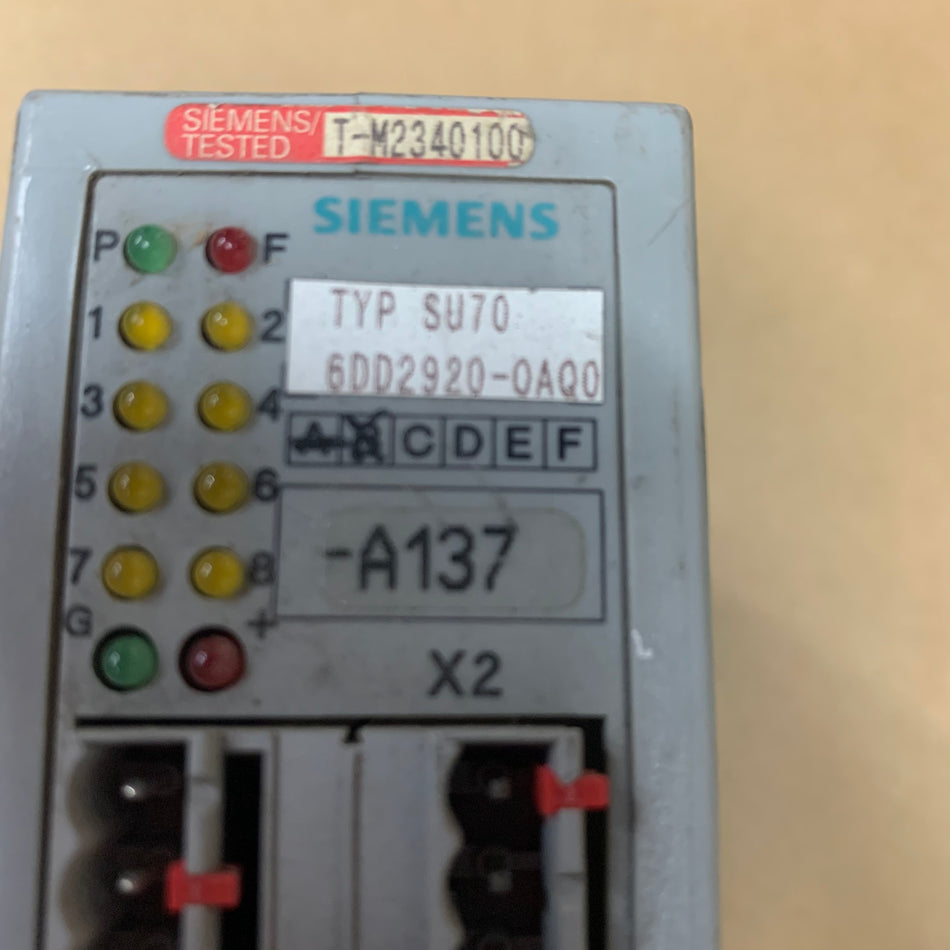 SIEMENS/
TESTED
T-M2340100
SIEMENS
P F
TYP SU70
6DD2920-0AQ0
1 2
3 4
A B C D E F
5 6
-A137
7 8
G +
X2